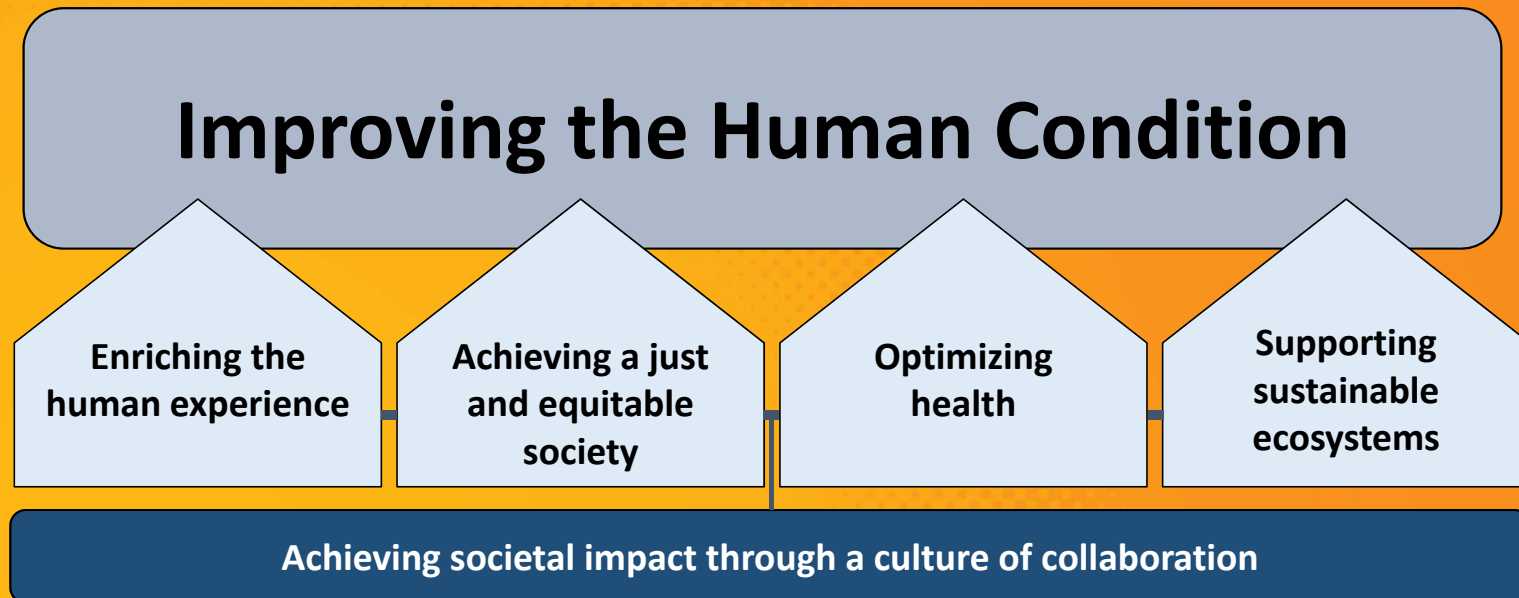 Improving the Human Condition
Enriching the
human experience
Achieving a just
and equitable
society
Optimizing
health
Supporting
sustainable
ecosystems
Achieving societal impact through a culture of collaboration